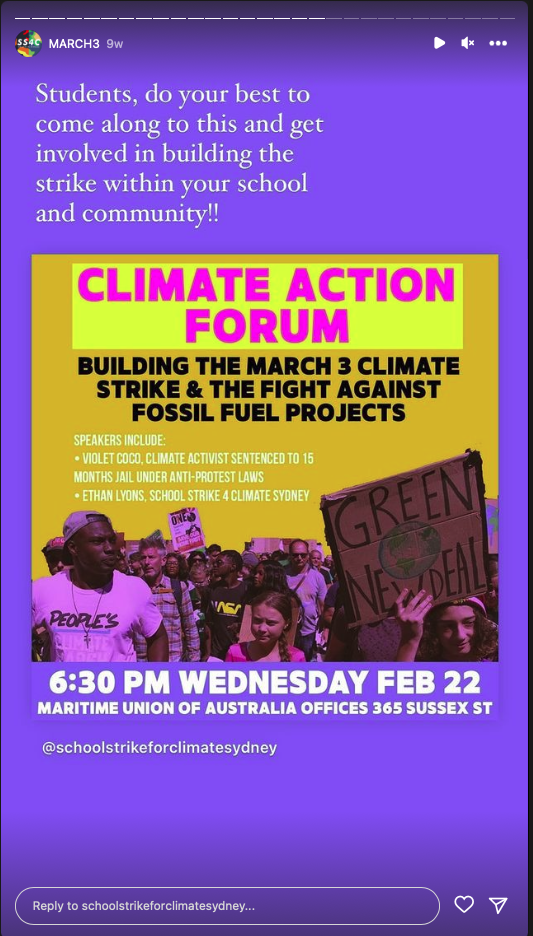 SS4C
MARCH3 9w
Students, do your best to
come along to this and get
involved in building the
strike within your school
and community!!
CLIMATE ACTION
FORUM
BUILDING THE MARCH 3 CLIMATE
STRIKE & THE FIGHT AGAINST
FOSSIL FUEL PROJECTS
SPEAKERS INCLUDE:
• VIOLET COCO, CLIMATE ACTIVIST SENTENCED TO 15
MONTHS JAIL UNDER ANTI-PROTEST LAWS
• ETHAN LYONS, SCHOOL STRIKE 4 CLIMATE SYDNEY
ONE
GREEN
NEW DEAL
NASA
PEOPLE'S
CLIMATE
MARCH
6:30 PM WEDNESDAY FEB 22
MARITIME UNION OF AUSTRALIA OFFICES 365 SUSSEX ST
@schoolstrikeforclimatesydney
Reply to schoolstrikeforclimatesydney...